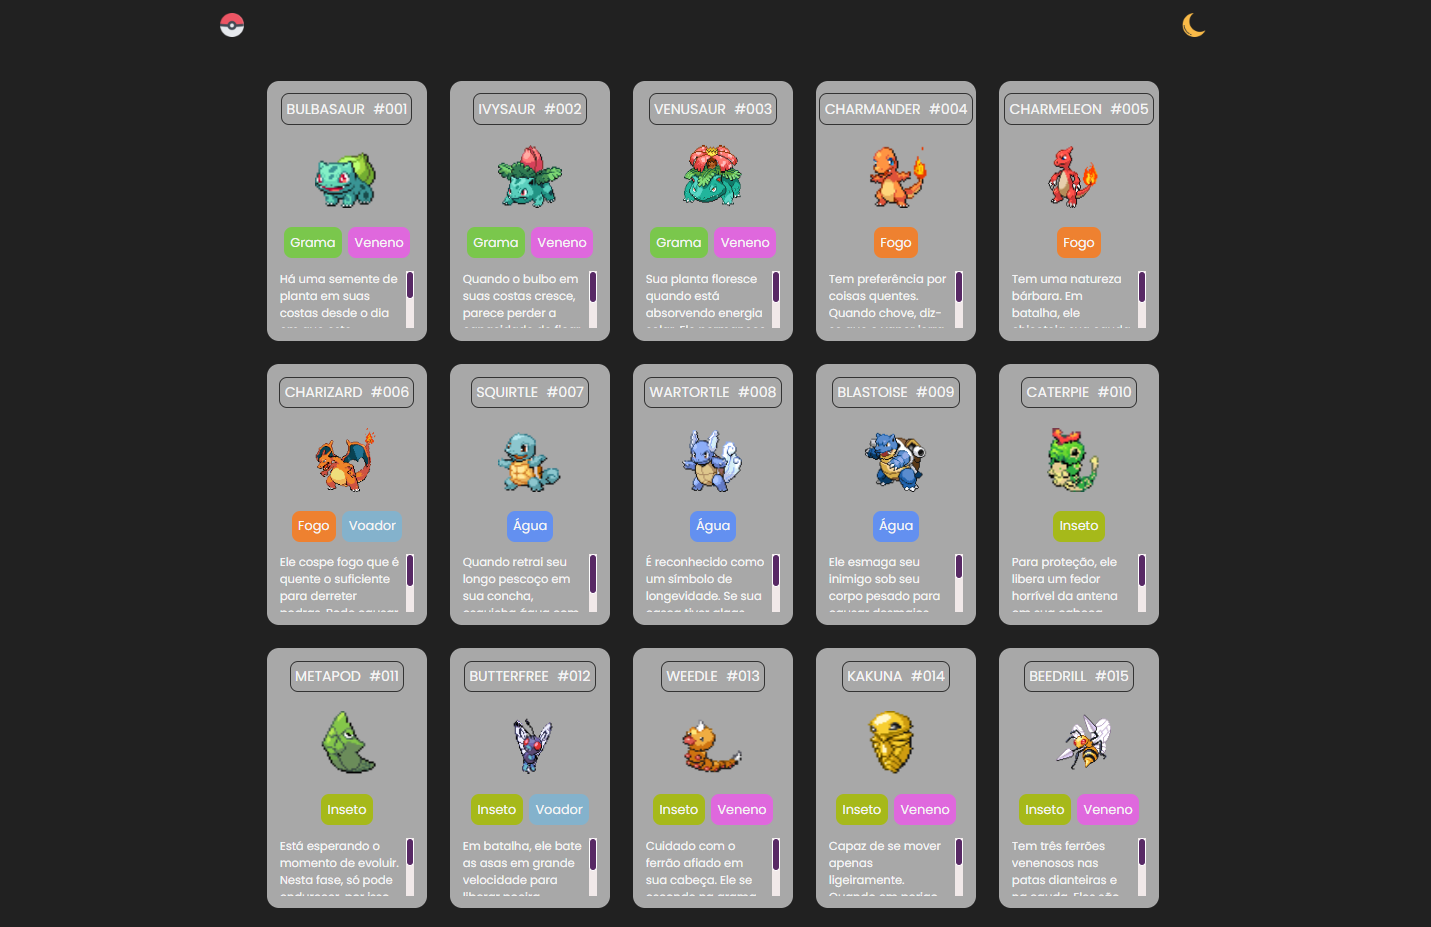 BULBASAUR #001
Grama Veneno
Há uma semente de
planta em suas
costas desde o dia
IVYSAUR #002
Grama Veneno
Quando o bulbo em
suas costas cresce,
parece perder a
VENUSAUR #003
Grama Veneno
Sua planta floresce
quando está
absorvendo energia
CHARMANDER #004
Fogo
Tem preferência por
coisas quentes.
Quando chove, diz-
CHARMELEON #005
Fogo
Tem uma natureza
bárbara. Em
batalha, ele
CHARIZARD #006
Fogo Voador
Ele cospe fogo que é
quente o suficiente
para derreter
SQUIRTLE #007
Água
Quando retrai seu
longo pescoço em
sua concha,
WARTORTLE #008
Água
É reconhecido como
um símbolo de
longevidade. Se sua
BLASTOISE #009
Água
Ele esmaga seu
inimigo sob seu
corpo pesado para
CATERPIE #010
Inseto
Para proteção, ele
libera um fedor
horrível da antena
METAPOD #011
Inseto
Está esperando o
momento de evoluir.
Nesta fase, só pode
BUTTERFREE #012
Inseto Voador
Em batalha, ele bate
as asas em grande
velocidade para
WEEDLE #013
Inseto Veneno
Cuidado com o
ferrão afiado em
sua cabeça. Ele se
KAKUNA #014
Inseto Veneno
Capaz de se mover
apenas
ligeiramente.
BEEDRILL #015
Inseto Veneno
Tem três ferrões
venenosos nas
patas dianteiras e